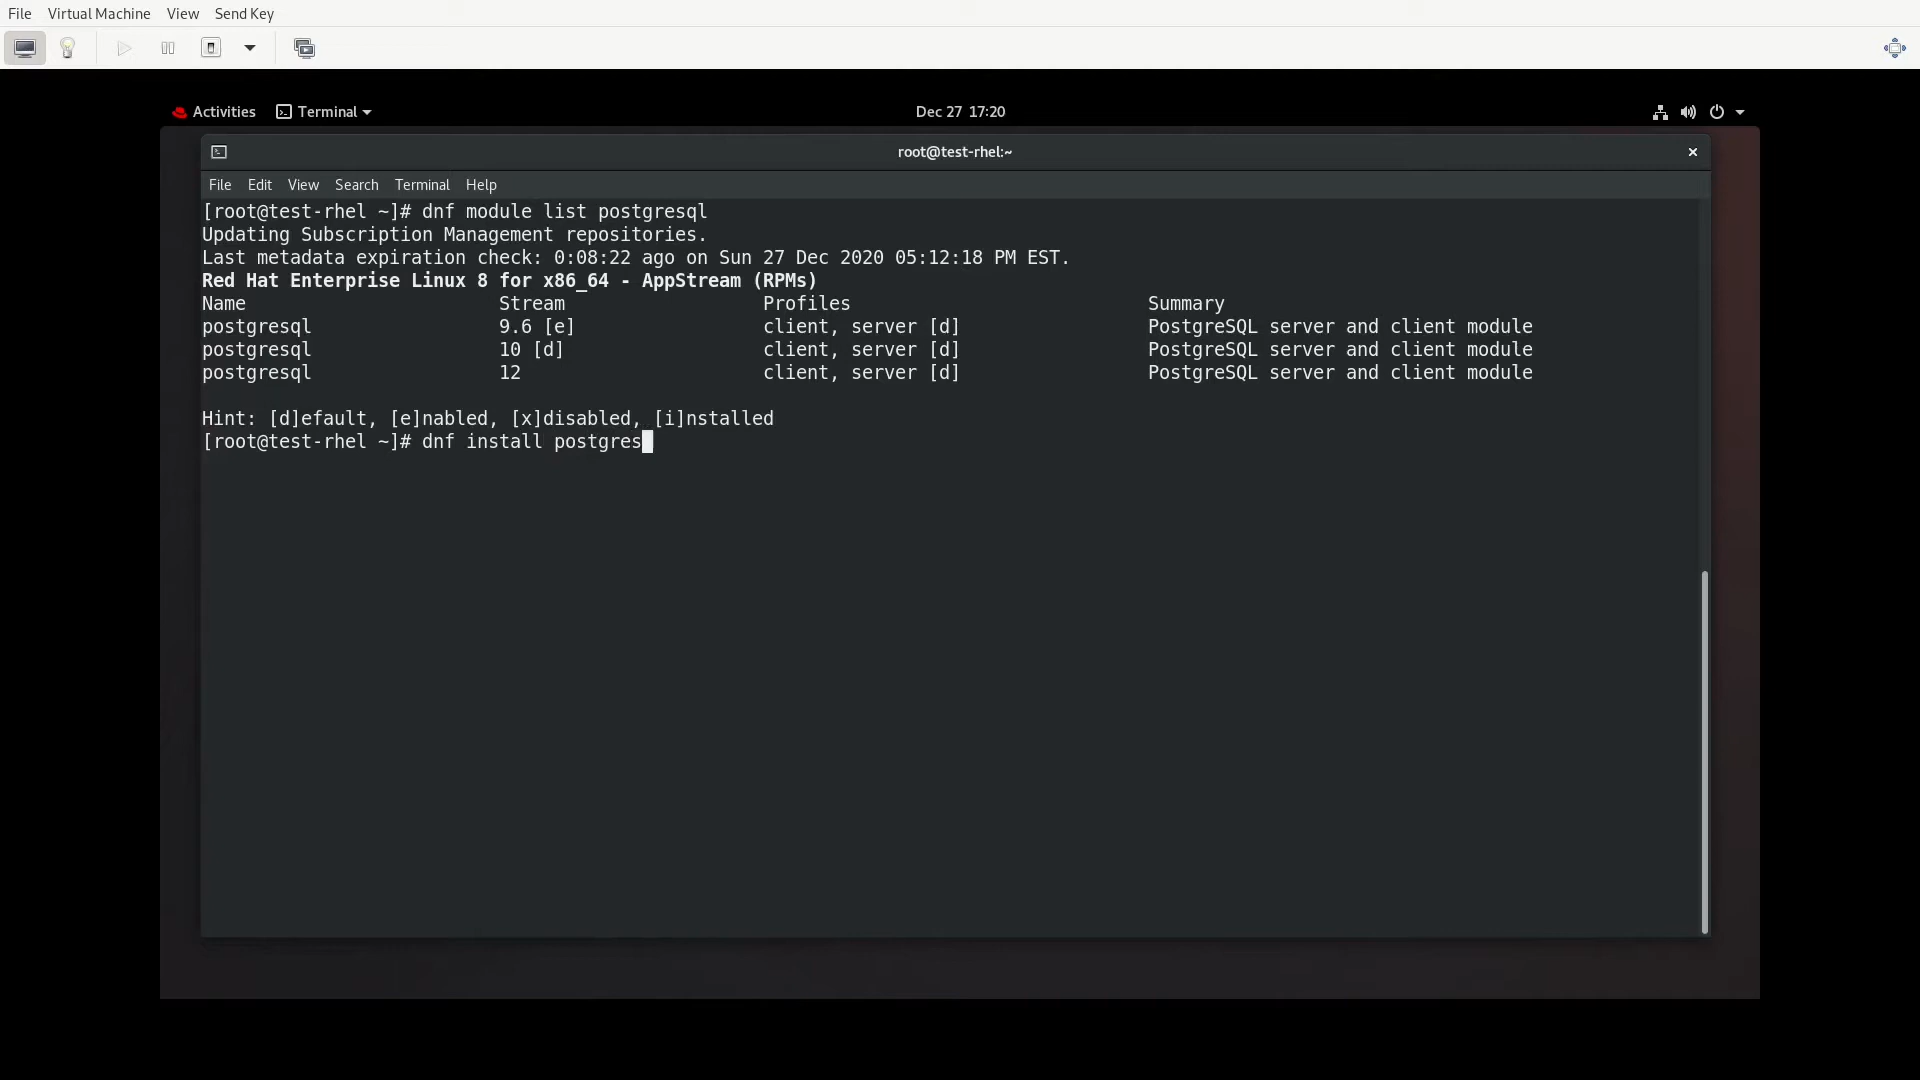 File Virtual Machine View Send Key
Activities Terminal Dec 27 17:20
root@test-rhel:~
File Edit View Search Terminal Help
[root@test-rhel ~]# dnf module list postgresql
Updating Subscription Management repositories.
Last metadata expiration check: 0:08:22 ago on Sun 27 Dec 2020 05:12:18 PM EST.
Red Hat Enterprise Linux 8 for x86_64 - AppStream (RPMs)
Name Stream Profiles Summary
postgresql 9.6 [e] client, server [d] PostgreSQL server and client module
postgresql 10 [d] client, server [d] PostgreSQL server and client module
postgresql 12 client, server [d] PostgreSQL server and client module
Hint: [d]efault, [e]nabled, [x]disabled, [i]nstalled
[root@test-rhel ~]# dnf install postgres